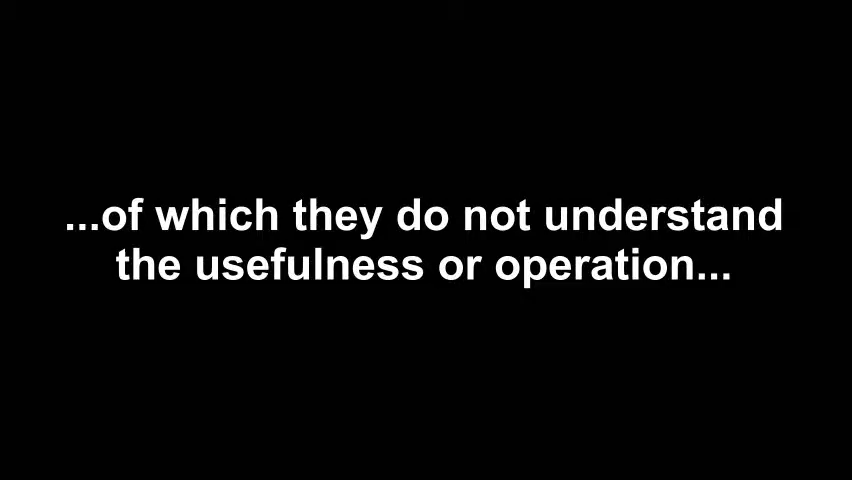 ...of which they do not understand
the usefulness or operation...